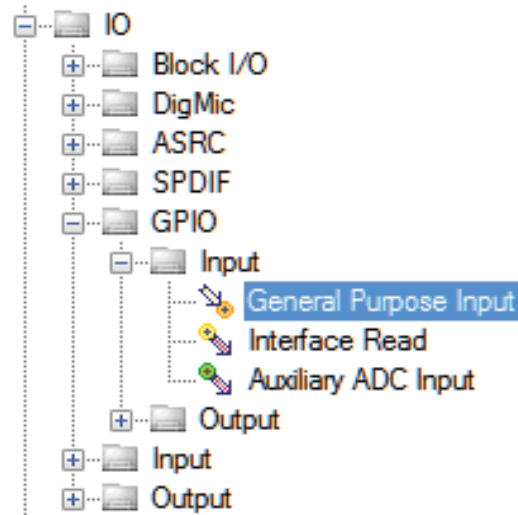 IO
Block I/O
DigMic
ASRC
SPDIF
GPIO
Input
General Purpose Input
Interface Read
Auxiliary ADC Input
Output
Input
Output